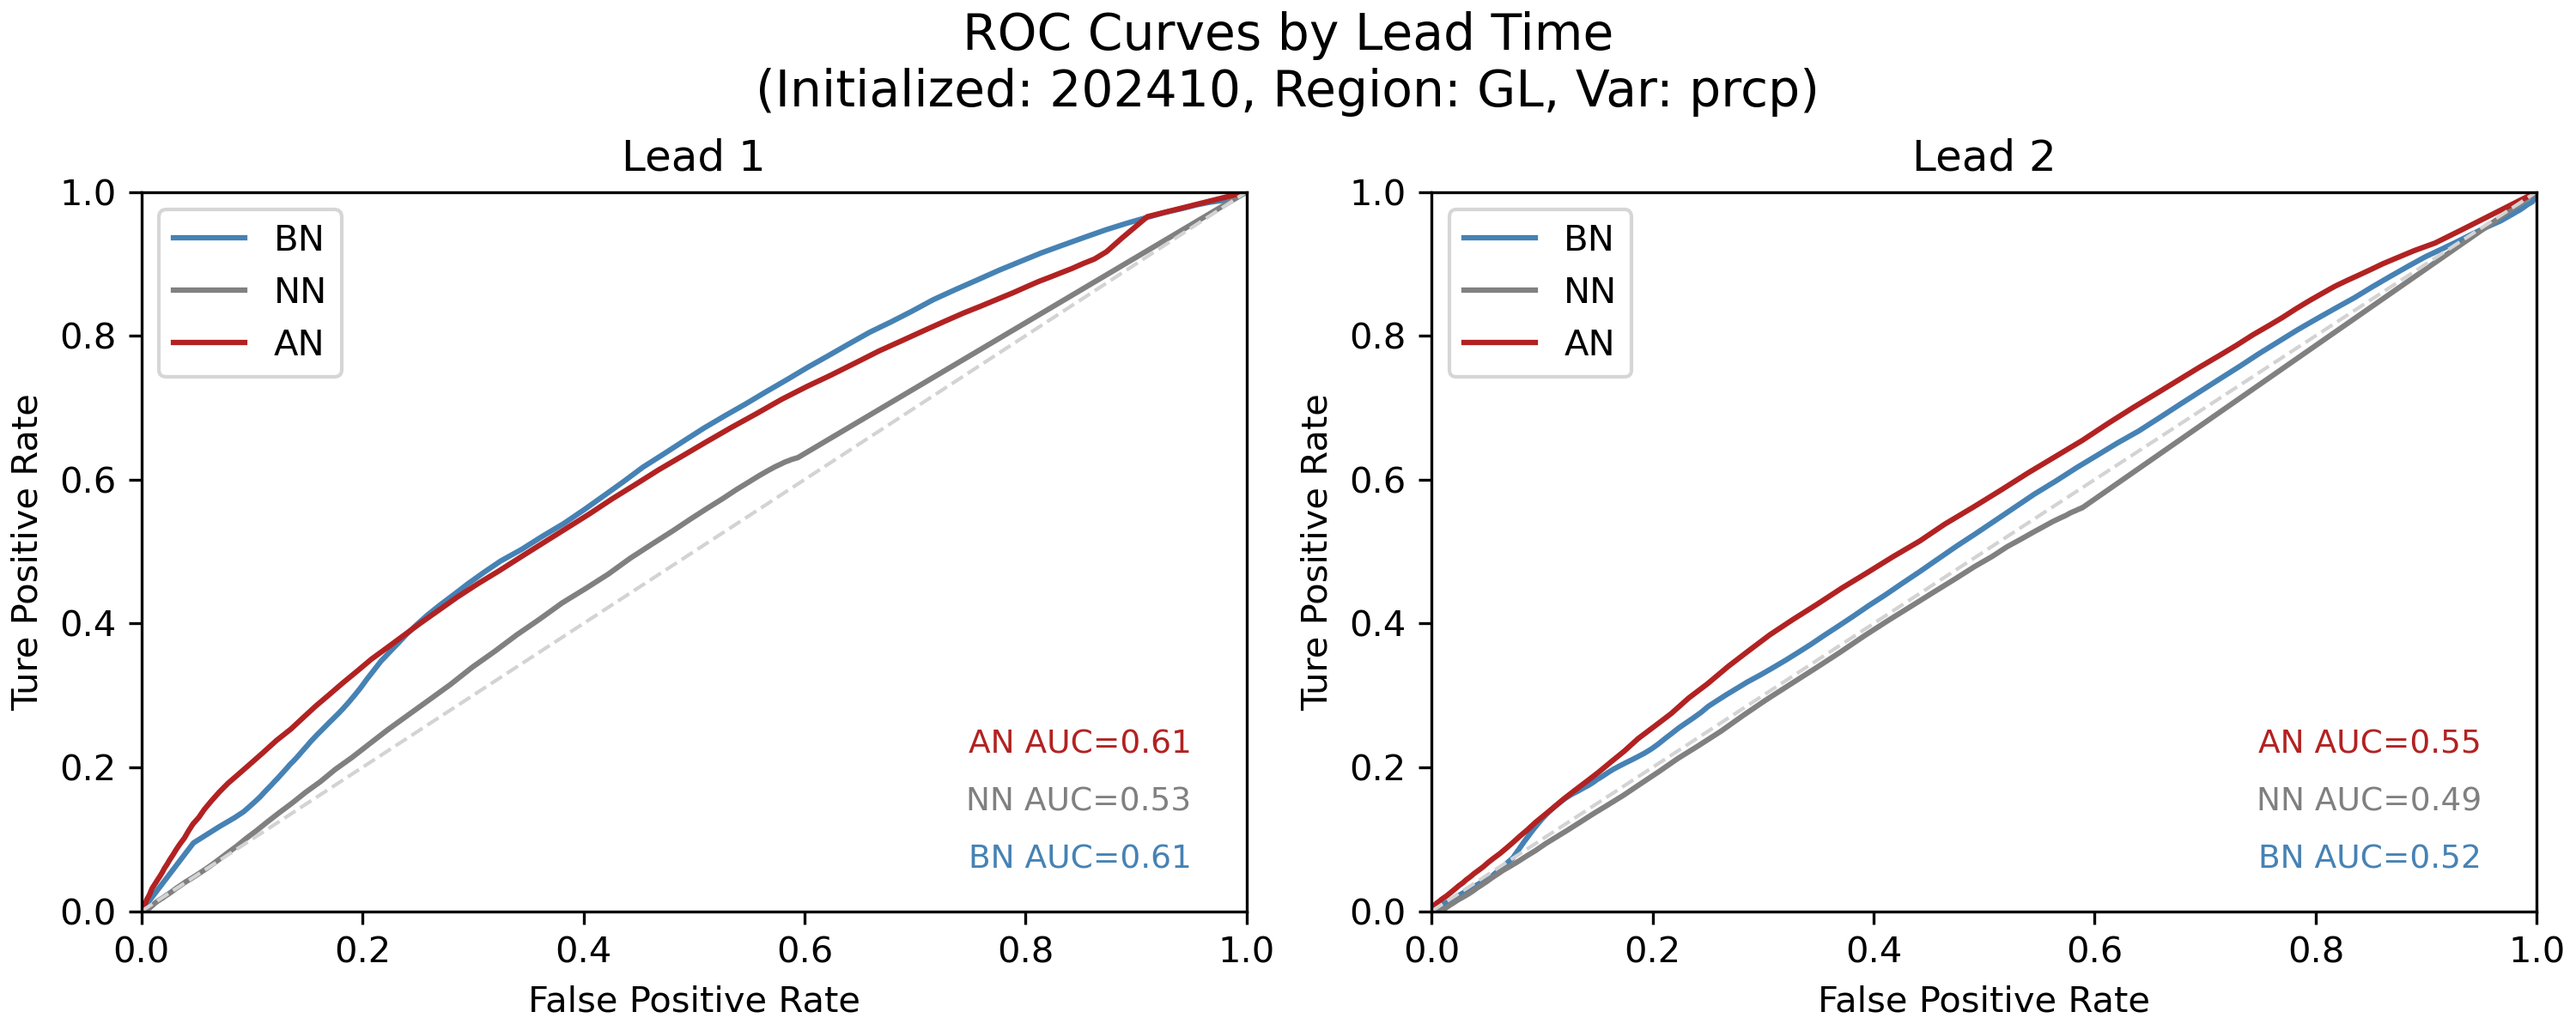 ROC Curves by Lead Time
(Initialized: 202410, Region: GL, Var: prcp)
Lead 1
1.0
0.8
0.6
0.4
0.2
0.0
Ture Positive Rate
BN
NN
AN
AN AUC=0.61
NN AUC=0.53
BN AUC=0.61
0.0 0.2 0.4 0.6 0.8 1.0
False Positive Rate
Lead 2
1.0
0.8
0.6
0.4
0.2
0.0
Ture Positive Rate
BN
NN
AN
AN AUC=0.55
NN AUC=0.49
BN AUC=0.52
0.0 0.2 0.4 0.6 0.8 1.0
False Positive Rate